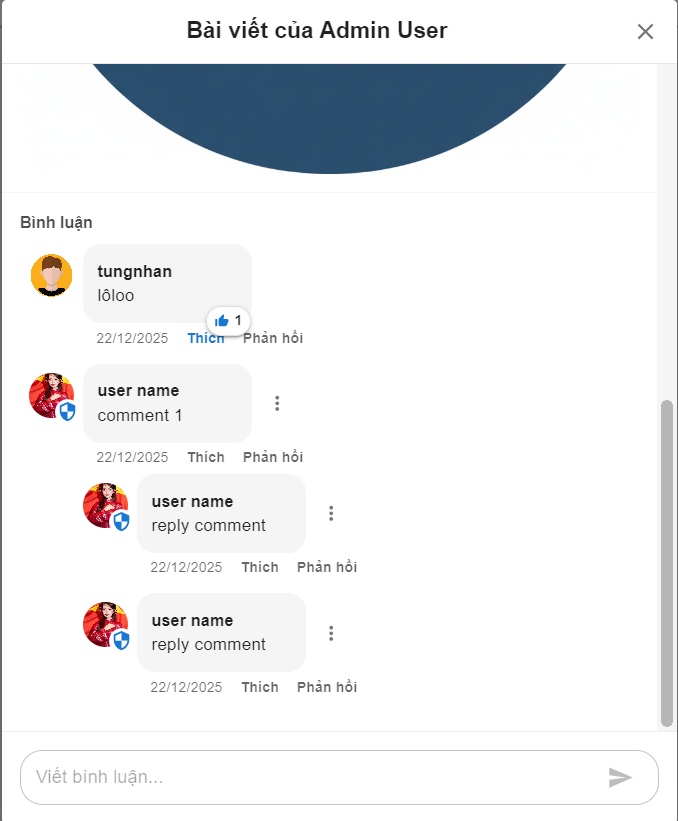 Bài viết của Admin User
Bình luận
tungnhan
lôloo
1
22/12/2025 Thích Phản hồi
user name
comment 1
22/12/2025 Thích Phản hồi
user name
reply comment
22/12/2025 Thích Phản hồi
user name
reply comment
22/12/2025 Thích Phản hồi
Viết bình luận...